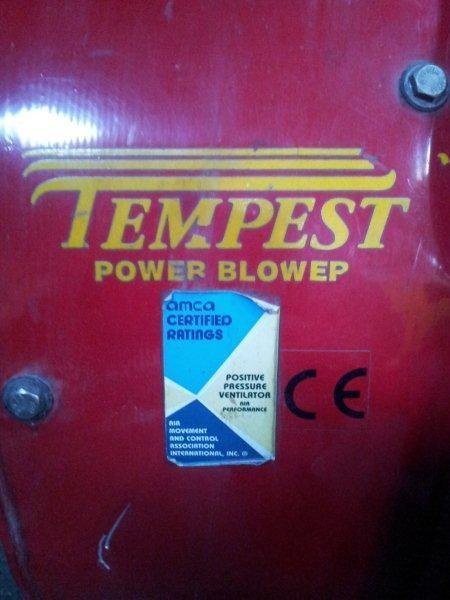 TEMPEST
POWER BLOWEP
amca
CERTIFIED
RATINGS
POSITIVE
PRESSURE
VENTILATOR
AIR
PERFORMANCE
CE
AIR
MOVEMENT
AND CONTROL
ASSOCIATION
INTERNATIONAL, INC. ®